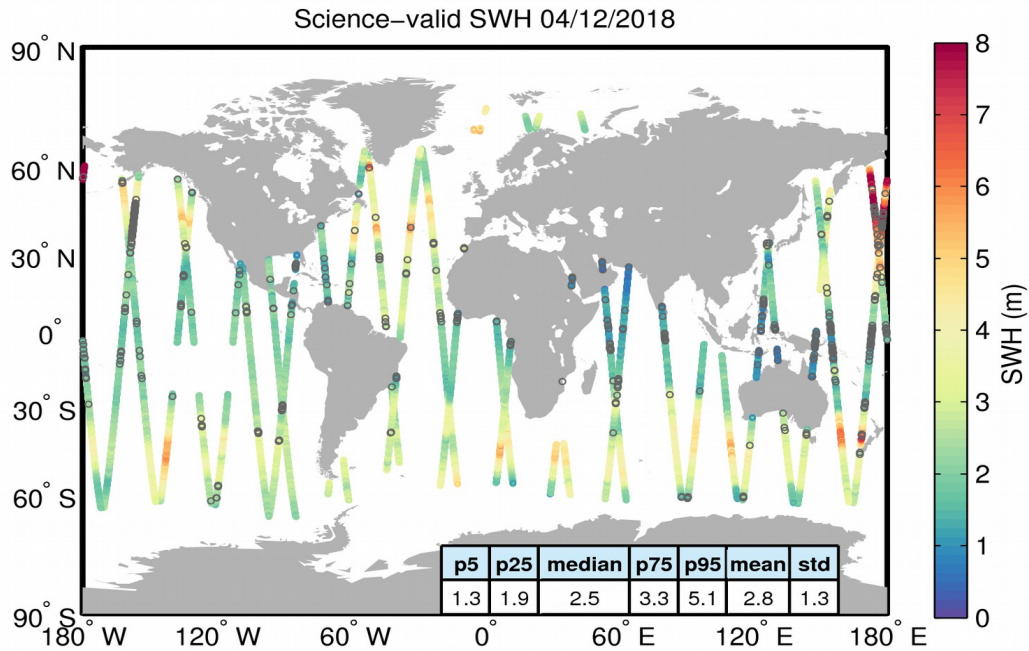 Science−valid SWH 04/12/2018
90° N
60° N
30° N
0°
30° S
60° S
90° S
180° W
120° W
60° W
0°
60° E
120° E
180° E
p5 p25 median p75 p95 mean std
1.3 1.9 2.5 3.3 5.1 2.8 1.3
8
7
6
5
4
3
2
1
0
SWH (m)